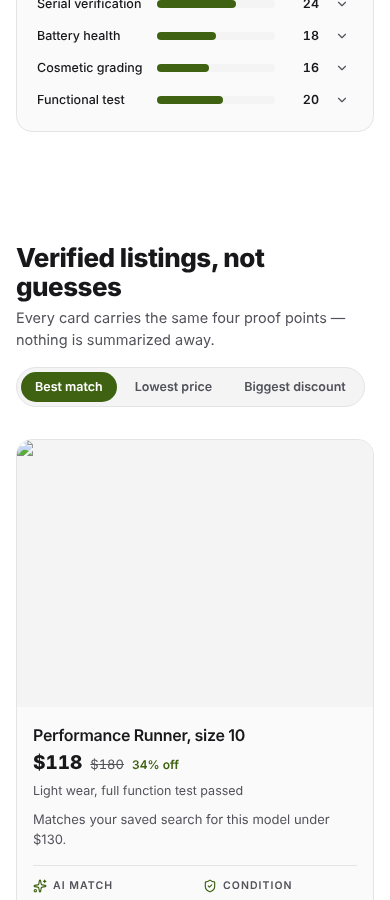 Serial verification 24
Battery health 18
Cosmetic grading 16
Functional test 20
Verified listings, not
guesses
Every card carries the same four proof points —
nothing is summarized away.
Best match Lowest price Biggest discount
Performance Runner, size 10
$118 $180 34% off
Light wear, full function test passed
Matches your saved search for this model under
$130.
AI MATCH CONDITION